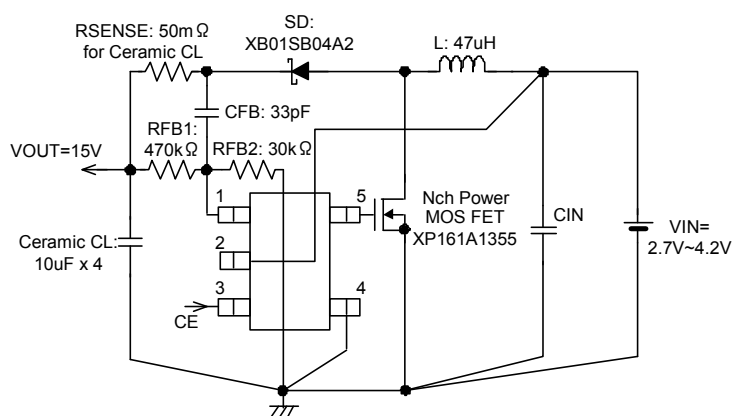 RSENSE: 50mΩ
for Ceramic CL
SD:
XB01SB04A2
L: 47uH
CFB: 33pF
RFB1:
470kΩ
RFB2: 30kΩ
VOUT=15V
1
5
2
3
4
CE
Nch Power
MOS FET
XP161A1355
CIN
VIN=
2.7V~4.2V
Ceramic CL:
10uF x 4